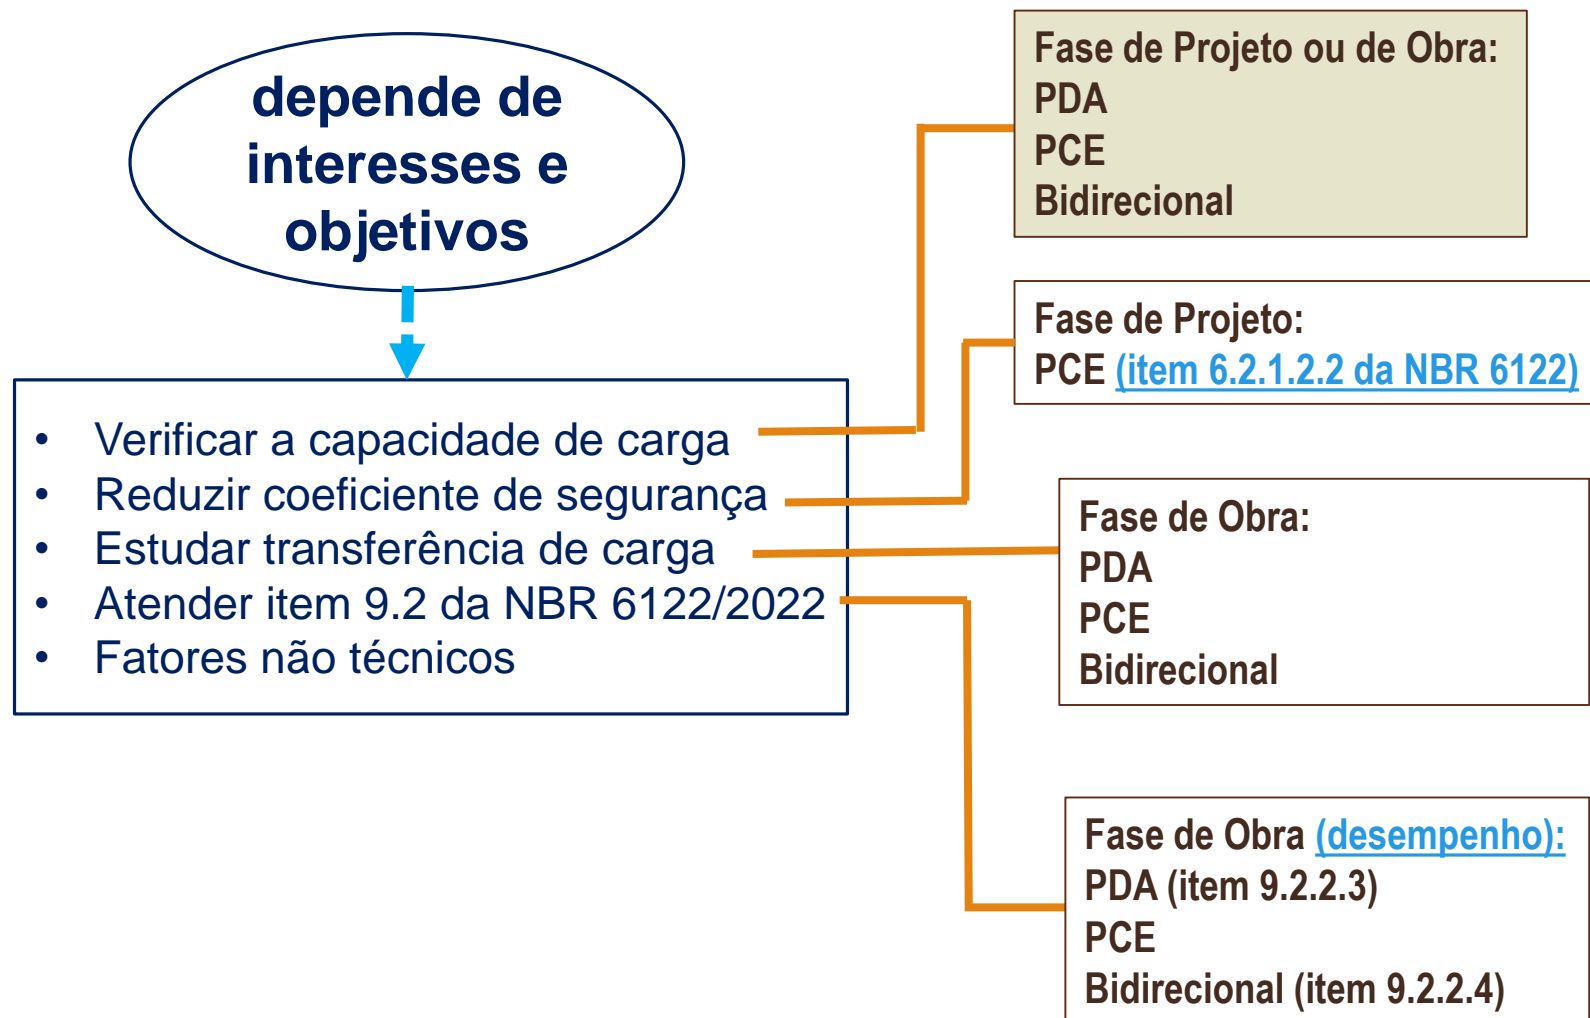 depende de
interesses e
objetivos
• Verificar a capacidade de carga
• Reduzir coeficiente de segurança
• Estudar transferência de carga
• Atender item 9.2 da NBR 6122/2022
• Fatores não técnicos
Fase de Projeto ou de Obra:
PDA
PCE
Bidirecional
Fase de Projeto:
PCE (item 6.2.1.2.2 da NBR 6122)
Fase de Obra:
PDA
PCE
Bidirecional
Fase de Obra (desempenho):
PDA (item 9.2.2.3)
PCE
Bidirecional (item 9.2.2.4)